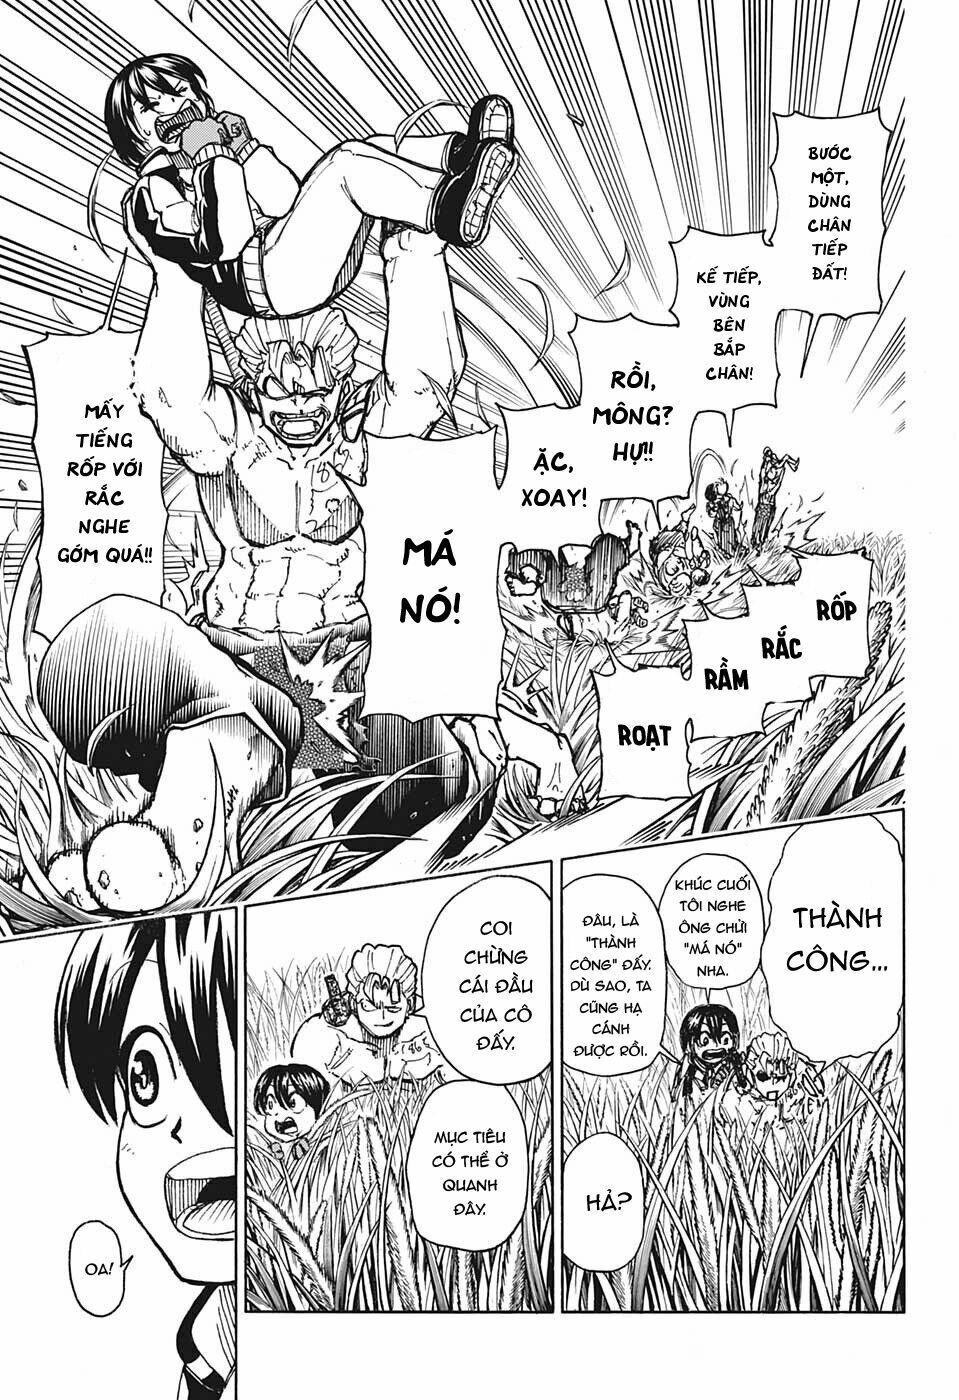 BƯỚC
MỘT,
DÙNG
CHÂN
TIẾP
ĐẤT!
KẾ TIẾP,
VÙNG
BÊN
BẮP
CHÂN!
RỒI,
MÔNG?
HỰ!!
ẶC,
XOAY!
MÁ
NÓ!
MẤY
TIẾNG
RỐP VỚI
RẮC
NGHE
GỚM QUÁ!!
RỐP
RẮC
RẦM
ROẠT
THÀNH
CÔNG...
KHÚC CUỐI
TÔI NGHE
ÔNG CHỬI
"MÁ NÓ"
NHA.
ĐÂU, LÀ
"THÀNH
CÔNG" ĐẤY.
DÙ SAO, TA
CŨNG HẠ
CÁNH
ĐƯỢC RỒI.
HẢ?
COI
CHỪNG
CÁI ĐẦU
CỦA CÔ
ĐẤY.
MỤC TIÊU
CÓ THỂ Ở
QUANH
ĐÂY.
OA!